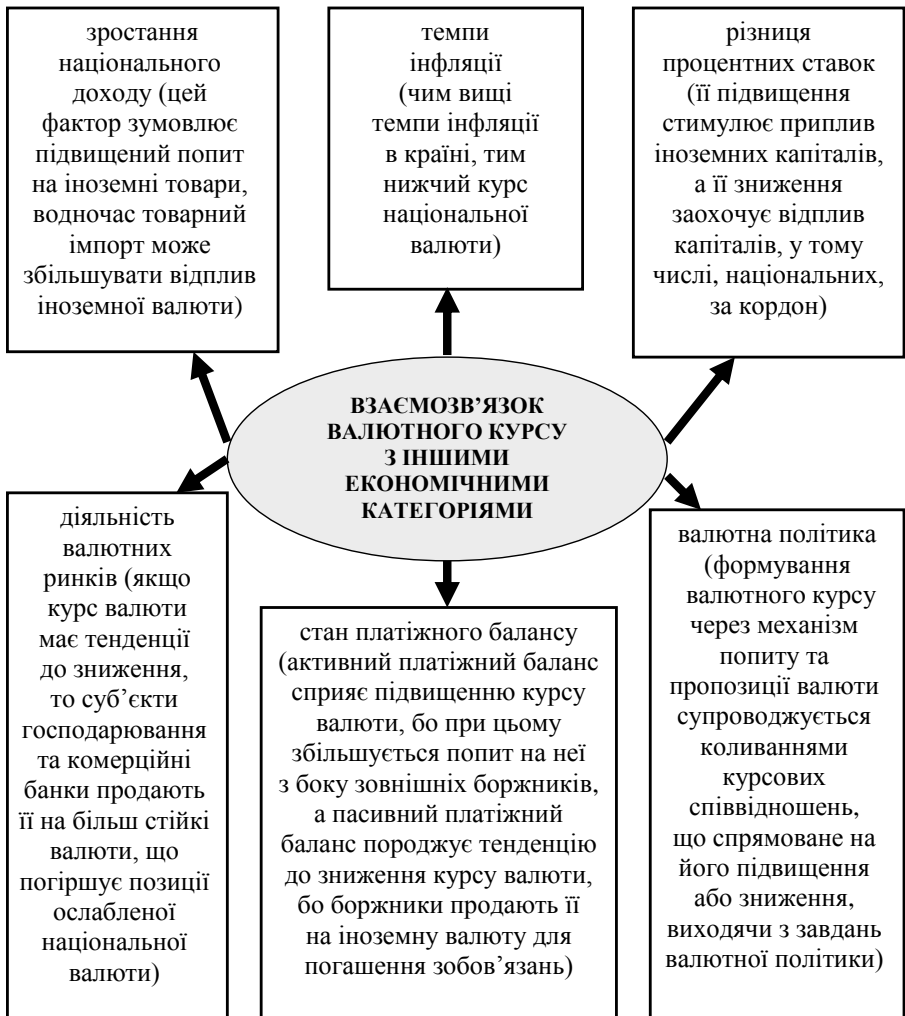 зростання
національного
доходу (цей
фактор зумовлює
підвищений попит
на іноземні товари,
водночас товарний
імпорт може
збільшувати відплив
іноземної валюти)
темпи
інфляції
(чим вищі
темпи інфляції
в країні, тим
нижчий курс
національної
валюти)
різниця
процентних ставок
(її підвищення
стимулює приплив
іноземних капіталів,
а її зниження
заохочує відплив
капіталів, у тому
числі, національних,
за кордон)
ВЗАЄМОЗВ’ЯЗОК
ВАЛЮТНОГО КУРСУ
З ІНШИМИ
ЕКОНОМІЧНИМИ
КАТЕГОРІЯМИ
діяльність
валютних
ринків (якщо
курс валюти
має тенденції
до зниження,
то суб’єкти
господарювання
та комерційні
банки продають
її на більш стійкі
валюти, що
погіршує позиції
ослабленої
національної
валюти)
стан платіжного балансу
(активний платіжний баланс
сприяє підвищенню курсу
валюти, бо при цьому
збільшується попит на неї
з боку зовнішніх боржників,
а пасивний платіжний
баланс породжує тенденцію
до зниження курсу валюти,
бо боржники продають її
на іноземну валюту для
погашення зобов’язань)
валютна політика
(формування
валютного курсу
через механізм
попиту та
пропозиції валюти
супроводжується
коливаннями
курсових
співвідношень,
що спрямоване на
його підвищення
або зниження,
виходячи з завдань
валютної політики)